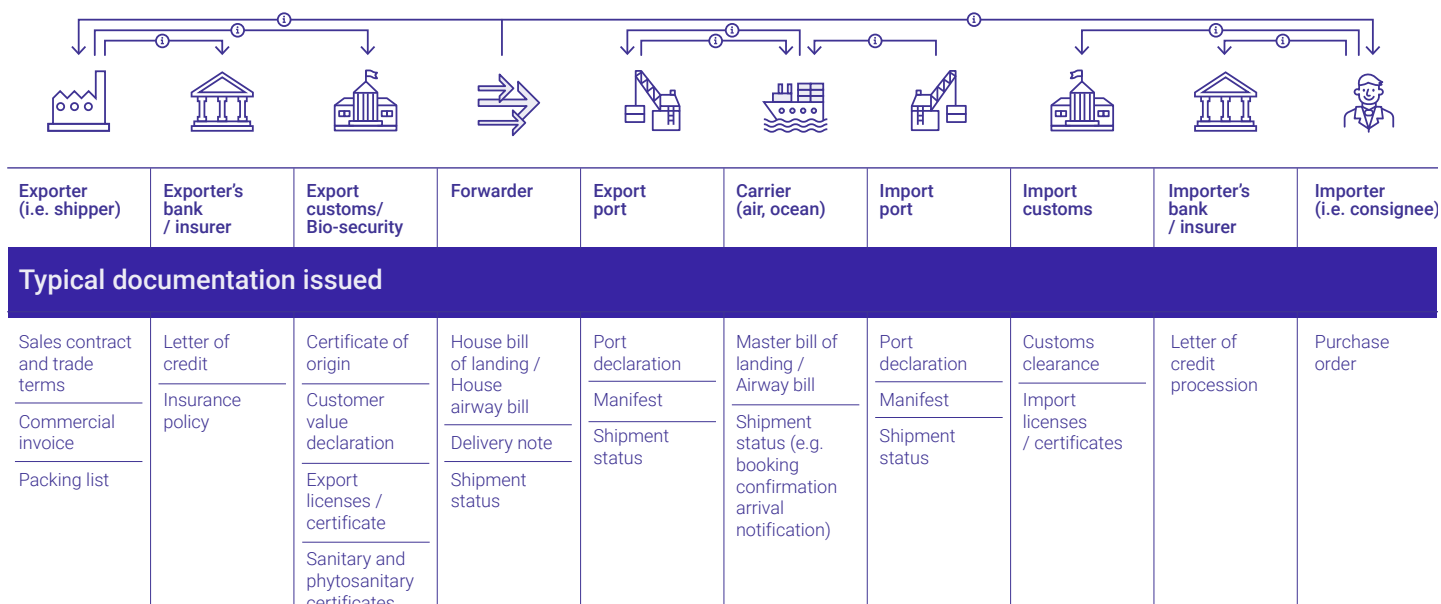 Exporter
(i.e. shipper)
Exporter's
bank
/ insurer
Export
customs/
Bio-security
Forwarder
Export
port
Carrier
(air, ocean)
Import
port
Import
customs
Importer's
bank
/ insurer
Importer
(i.e. consignee)
Typical documentation issued
Sales contract
and trade
terms
Commercial
invoice
Packing list
Letter of
credit
Insurance
policy
Certificate of
origin
Customer
value
declaration
Export
licenses /
certificate
Sanitary and
phytosanitary
certificates
House bill
of landing /
House
airway bill
Delivery note
Shipment
status
Port
declaration
Manifest
Shipment
status
Master bill of
landing /
Airway bill
Shipment
status (e.g.
booking
confirmation
arrival
notification)
Port
declaration
Manifest
Shipment
status
Customs
clearance
Import
licenses
/ certificates
Letter of
credit
procession
Purchase
order